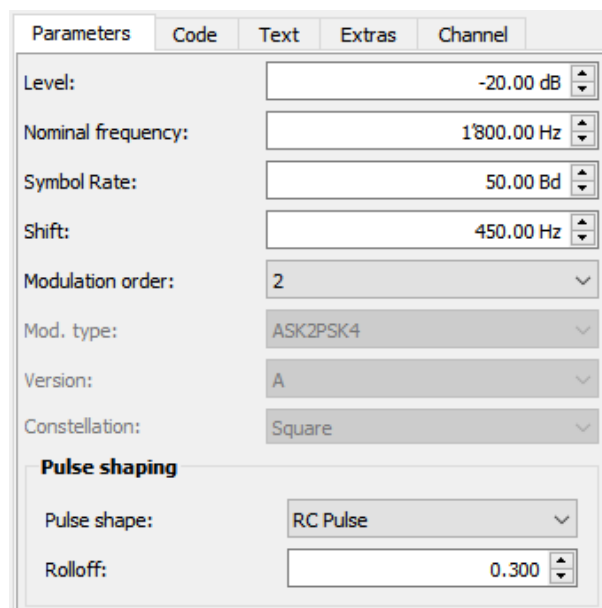 Parameters Code Text Extras Channel
Level: -20.00 dB
Nominal frequency: 1'800.00 Hz
Symbol Rate: 50.00 Bd
Shift: 450.00 Hz
Modulation order: 2
Mod. type: ASK2PSK4
Version: A
Constellation: Square
Pulse shaping
Pulse shape: RC Pulse
Rolloff: 0.300